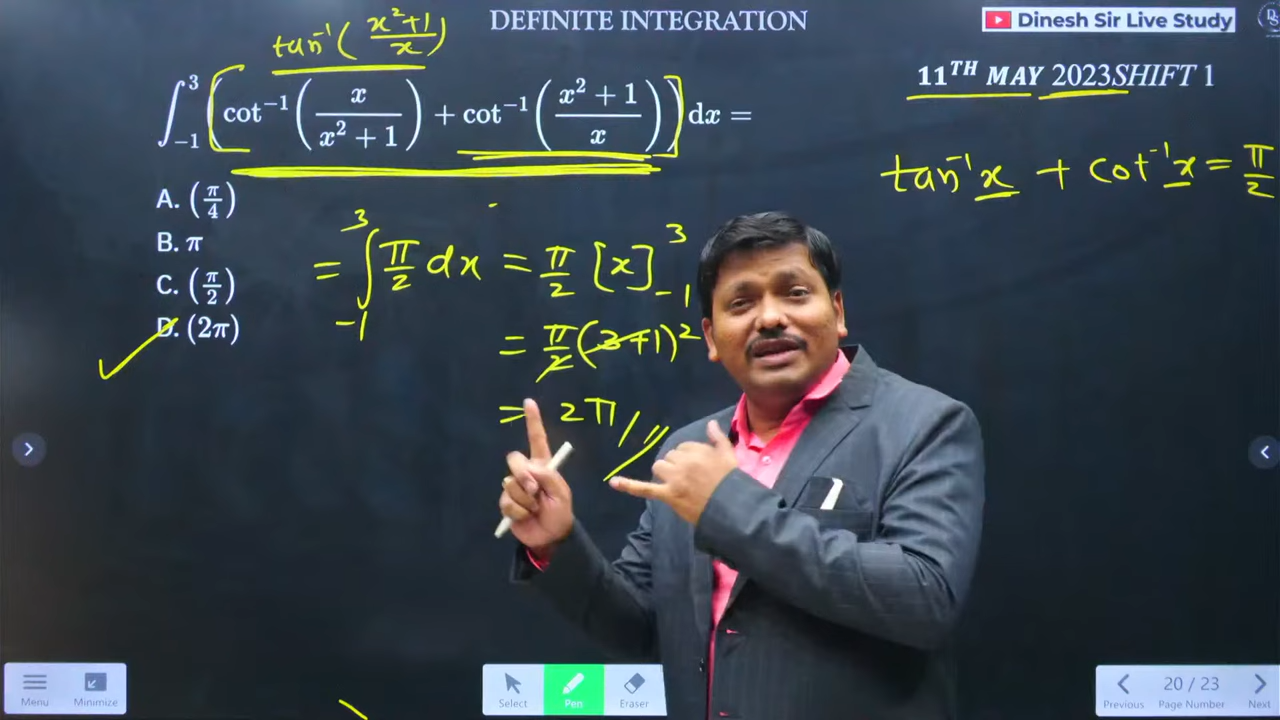 DEFINITE INTEGRATION
Dinesh Sir Live Study
11TH MAY 2023SHIFT 1
tan⁻¹(x²+1/x)
∫₋₁³ (cot⁻¹(x/(x²+1)) + cot⁻¹((x²+1)/x)) dx =
tan⁻¹x + cot⁻¹x = π/2
A. (π/4)
B. π
C. (π/2)
D. (2π)
= ∫₋₁³ π/2 dx = π/2 [x]₋₁³
= π/2 (3+1) 2
= 2π //
Menu
Minimize
Select
Pen
Eraser
Previous
20 / 23
Page Number
Next